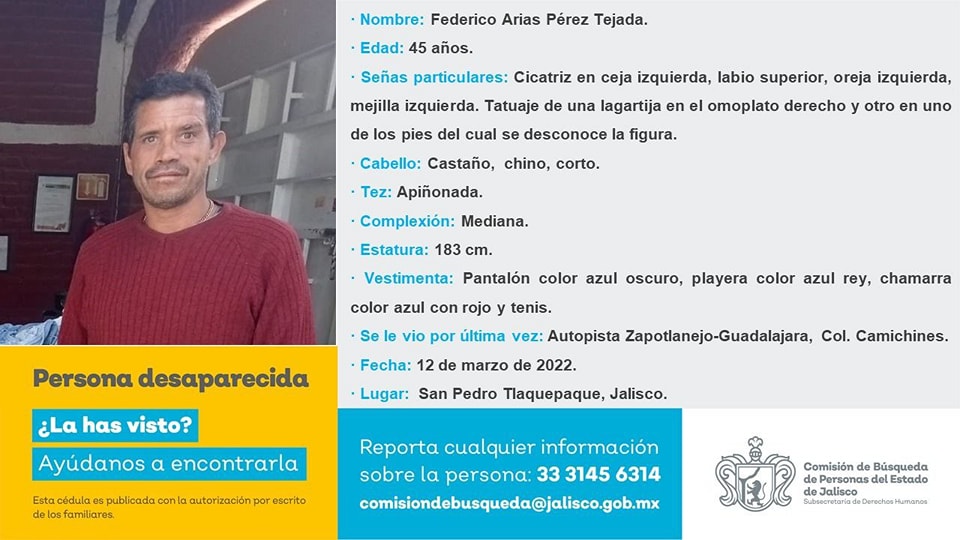 · Nombre: Federico Arias Pérez Tejada.
· Edad: 45 años.
· Señas particulares: Cicatriz en ceja izquierda, labio superior, oreja izquierda,
mejilla izquierda. Tatuaje de una lagartija en el omoplato derecho y otro en uno
de los pies del cual se desconoce la figura.
· Cabello: Castaño, chino, corto.
· Tez: Apiñonada.
· Complexión: Mediana.
· Estatura: 183 cm.
· Vestimenta: Pantalón color azul oscuro, playera color azul rey, chamarra
color azul con rojo y tenis.
· Se le vio por última vez: Autopista Zapotlanejo-Guadalajara, Col. Camichines.
· Fecha: 12 de marzo de 2022.
· Lugar: San Pedro Tlaquepaque, Jalisco.
Persona desaparecida
¿La has visto?
Ayúdanos a encontrarla
Esta cédula es publicada con la autorización por escrito
de los familiares.
Reporta cualquier información
sobre la persona: 33 3145 6314
comisiondebusqueda@jalisco.gob.mx
Comisión de Búsqueda
de Personas del Estado
de Jalisco
Subsecretaría de Derechos Humanos